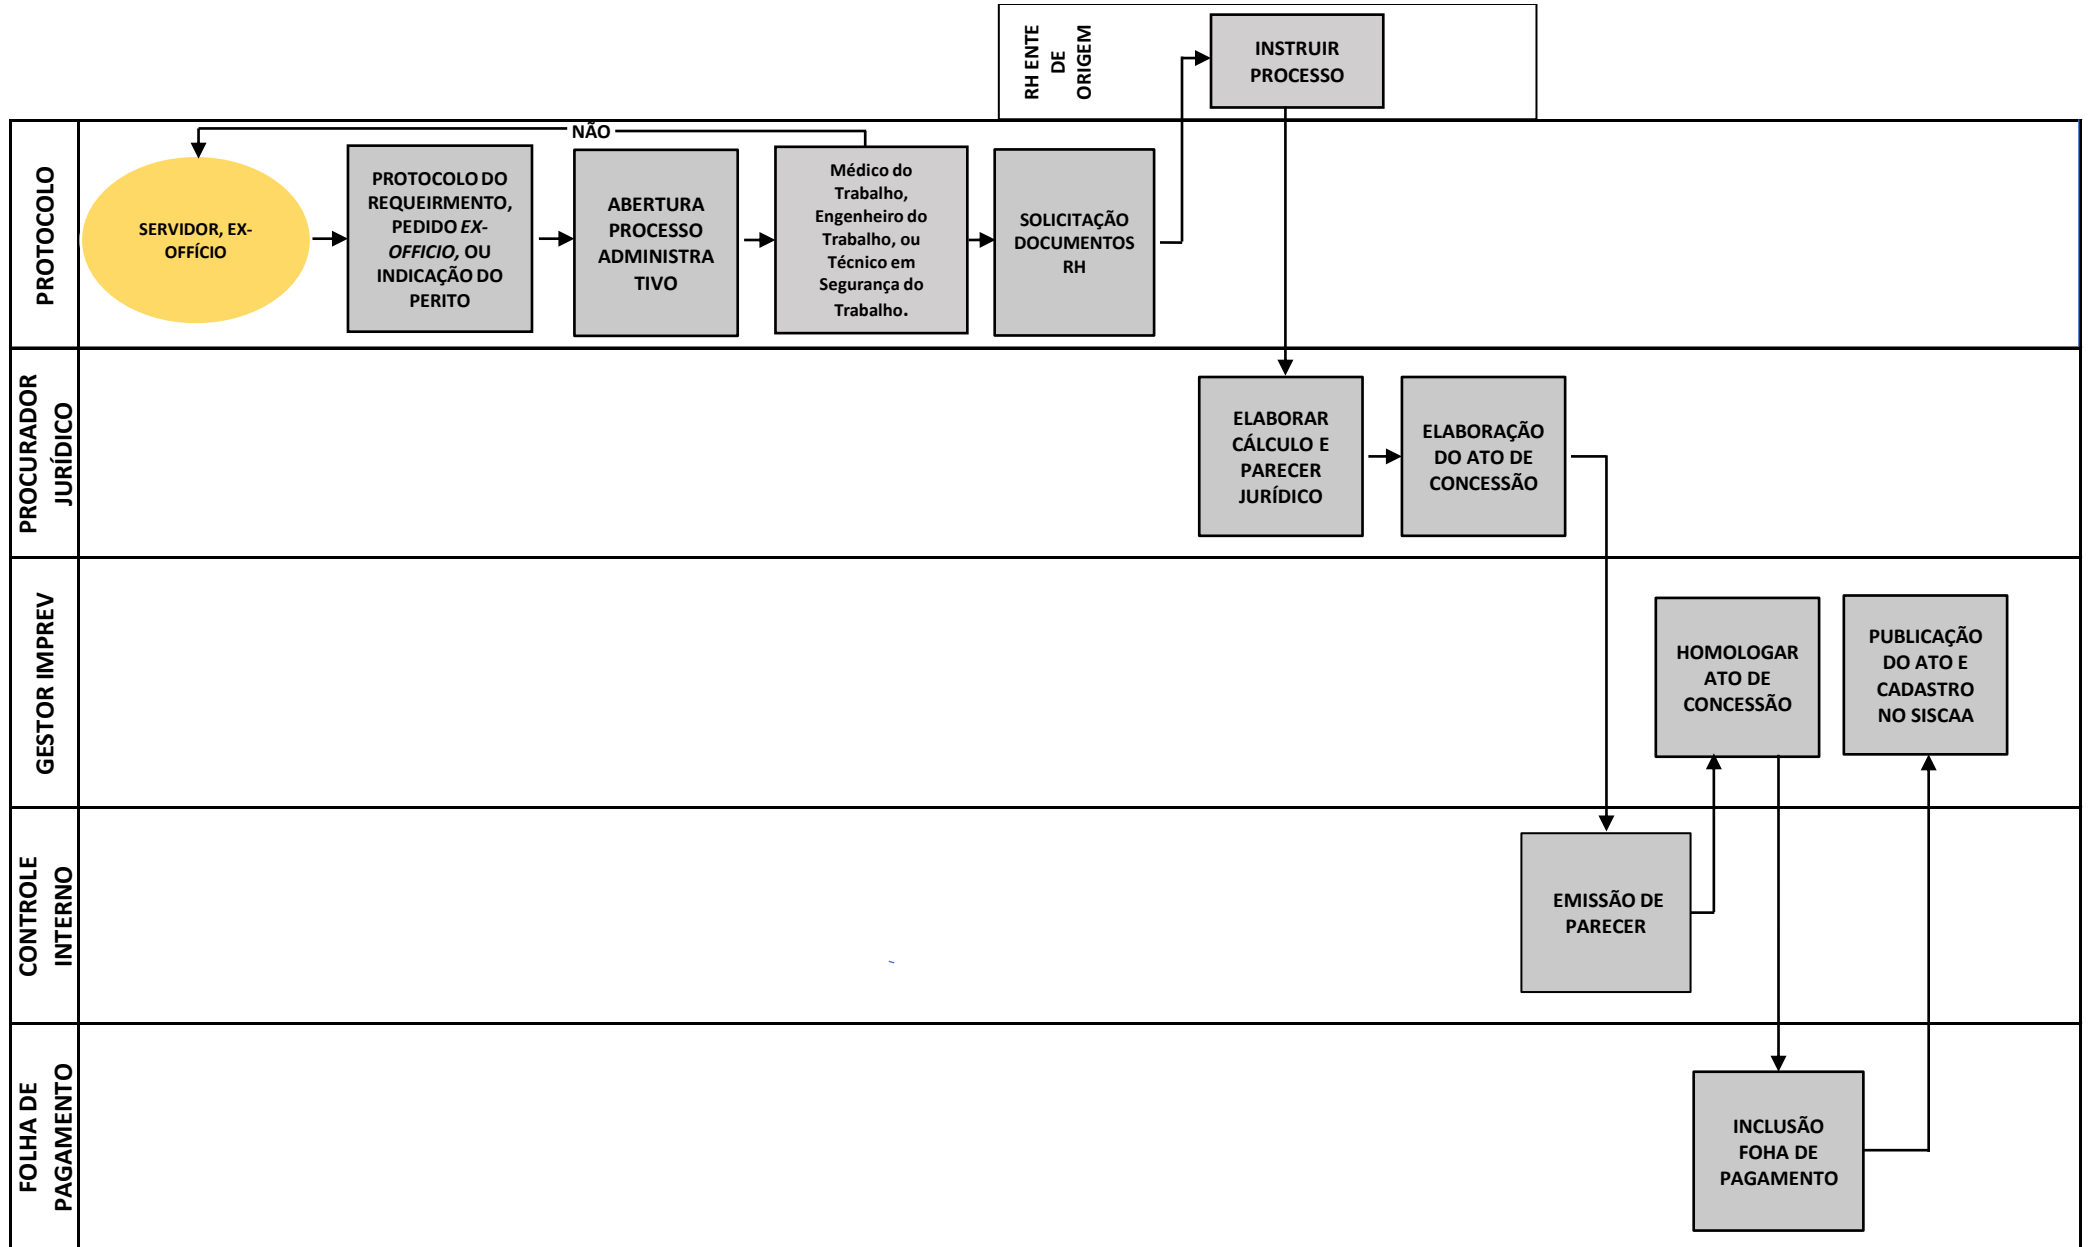 RH ENTE
DE
ORIGEM
INSTRUIR
PROCESSO
PROTOCOLO
NÃO
SERVIDOR, EX-
OFFÍCIO
PROTOCOLO DO
REQUEIRMENTO,
PEDIDO EX-
OFFICIO, OU
INDICAÇÃO DO
PERITO
ABERTURA
PROCESSO
ADMINISTRA
TIVO
Médico do
Trabalho,
Engenheiro do
Trabalho, ou
Técnico em
Segurança do
Trabalho.
SOLICITAÇÃO
DOCUMENTOS
RH
PROCURADOR
JURÍDICO
ELABORAR
CÁLCULO E
PARECER
JURÍDICO
ELABORAÇÃO
DO ATO DE
CONCESSÃO
GESTOR IMPREV
HOMOLOGAR
ATO DE
CONCESSÃO
PUBLICAÇÃO
DO ATO E
CADASTRO
NO SISCAA
CONTROLE
INTERNO
EMISSÃO DE
PARECER
FOLHA DE
PAGAMENTO
INCLUSÃO
FOHA DE
PAGAMENTO